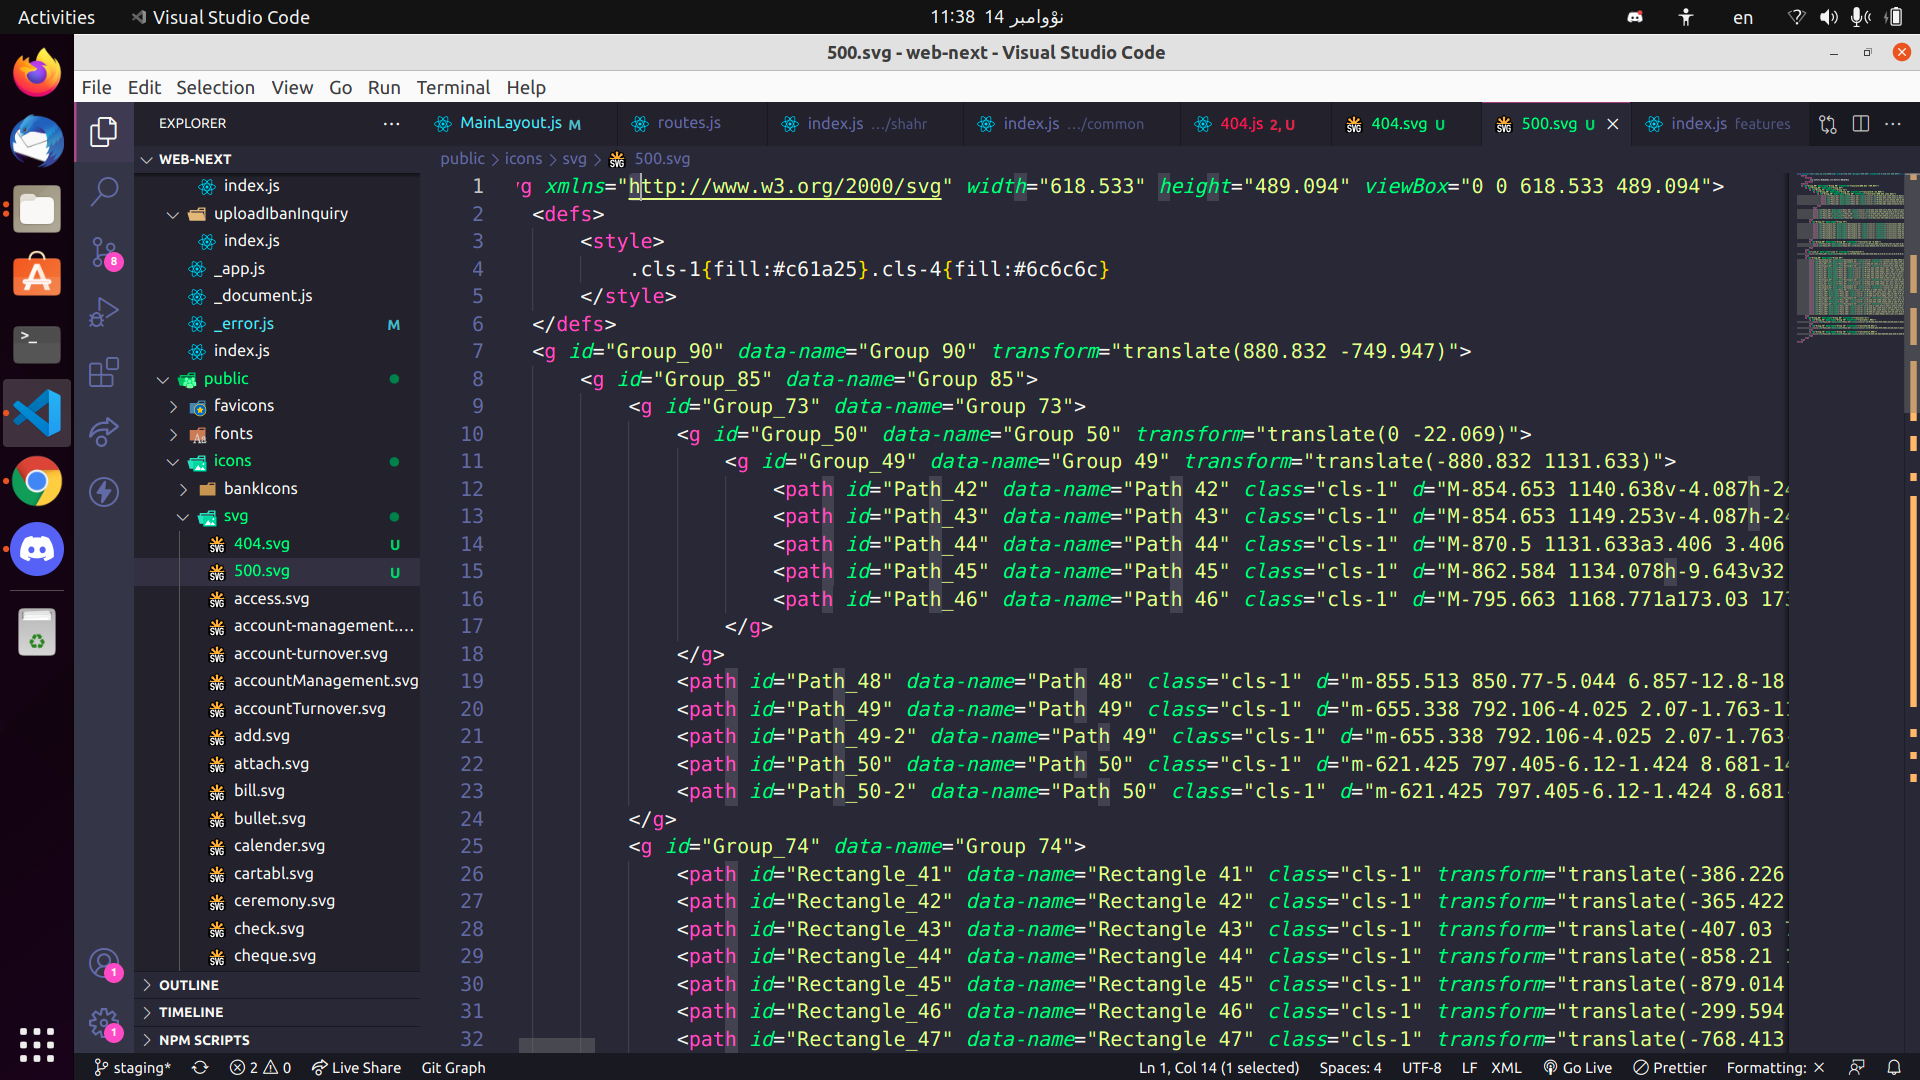 Activities
Visual Studio Code
11:38 14 نۆوامبر
en
500.svg - web-next - Visual Studio Code
File Edit Selection View Go Run Terminal Help
EXPLORER
MainLayout.js M
routes.js
index.js .../shahr
index.js .../common
404.js 2, U
404.svg U
500.svg U
index.js features
WEB-NEXT
public > icons > svg > 500.svg
index.js
uploadIbanInquiry
index.js
_app.js
_document.js
_error.js M
index.js
public
favicons
fonts
icons
bankIcons
svg
404.svg U
500.svg U
access.svg
account-management....
account-turnover.svg
accountManagement.svg
accountTurnover.svg
add.svg
attach.svg
bill.svg
bullet.svg
calender.svg
cartabl.svg
ceremony.svg
check.svg
cheque.svg
OUTLINE
TIMELINE
NPM SCRIPTS
8
1
1
1 vg xmlns="http://www.w3.org/2000/svg" width="618.533" height="489.094" viewBox="0 0 618.533 489.094">
2 <defs>
3 <style>
4 .cls-1{fill:#c61a25}.cls-4{fill:#6c6c6c}
5 </style>
6 </defs>
7 <g id="Group_90" data-name="Group 90" transform="translate(880.832 -749.947)">
8 <g id="Group_85" data-name="Group 85">
9 <g id="Group_73" data-name="Group 73">
10 <g id="Group_50" data-name="Group 50" transform="translate(0 -22.069)">
11 <g id="Group_49" data-name="Group 49" transform="translate(-880.832 1131.633)">
12 <path id="Path_42" data-name="Path 42" class="cls-1" d="M-854.653 1140.638v-4.087h-24
13 <path id="Path_43" data-name="Path 43" class="cls-1" d="M-854.653 1149.253v-4.087h-24
14 <path id="Path_44" data-name="Path 44" class="cls-1" d="M-870.5 1131.633a3.406 3.406
15 <path id="Path_45" data-name="Path 45" class="cls-1" d="M-862.584 1134.078h-9.643v32
16 <path id="Path_46" data-name="Path 46" class="cls-1" d="M-795.663 1168.771a173.03 173
17 </g>
18 </g>
19 <path id="Path_48" data-name="Path 48" class="cls-1" d="m-855.513 850.77-5.044 6.857-12.8-18
20 <path id="Path_49" data-name="Path 49" class="cls-1" d="m-655.338 792.106-4.025 2.07-1.763-11
21 <path id="Path_49-2" data-name="Path 49" class="cls-1" d="m-655.338 792.106-4.025 2.07-1.763-
22 <path id="Path_50" data-name="Path 50" class="cls-1" d="m-621.425 797.405-6.12-1.424 8.681-14
23 <path id="Path_50-2" data-name="Path 50" class="cls-1" d="m-621.425 797.405-6.12-1.424 8.681-
24 </g>
25 <g id="Group_74" data-name="Group 74">
26 <path id="Rectangle_41" data-name="Rectangle 41" class="cls-1" transform="translate(-386.226
27 <path id="Rectangle_42" data-name="Rectangle 42" class="cls-1" transform="translate(-365.422
28 <path id="Rectangle_43" data-name="Rectangle 43" class="cls-1" transform="translate(-407.03
29 <path id="Rectangle_44" data-name="Rectangle 44" class="cls-1" transform="translate(-858.21
30 <path id="Rectangle_45" data-name="Rectangle 45" class="cls-1" transform="translate(-879.014
31 <path id="Rectangle_46" data-name="Rectangle 46" class="cls-1" transform="translate(-299.594
32 <path id="Rectangle_47" data-name="Rectangle 47" class="cls-1" transform="translate(-768.413
staging* 2 0 Live Share Git Graph
Ln 1, Col 14 (1 selected) Spaces: 4 UTF-8 LF XML Go Live Prettier Formatting: ×